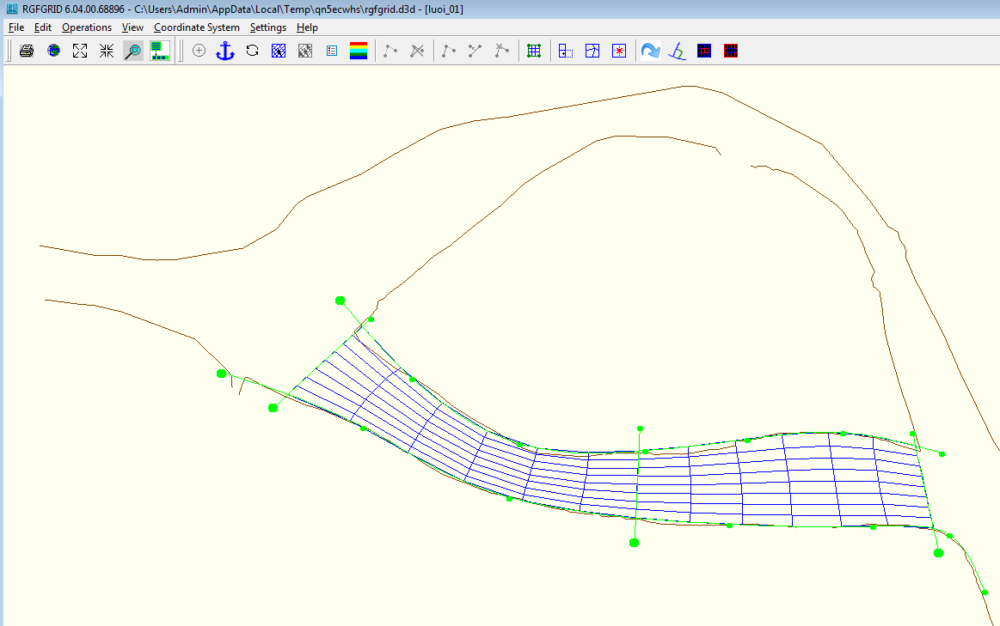 RGFGRID 6.04.00.68896 - C:\Users\Admin\AppData\Local\Temp\qn5ecwhs\rgfgrid.d3d - [luoi_01]
File Edit Operations View Coordinate System Settings Help